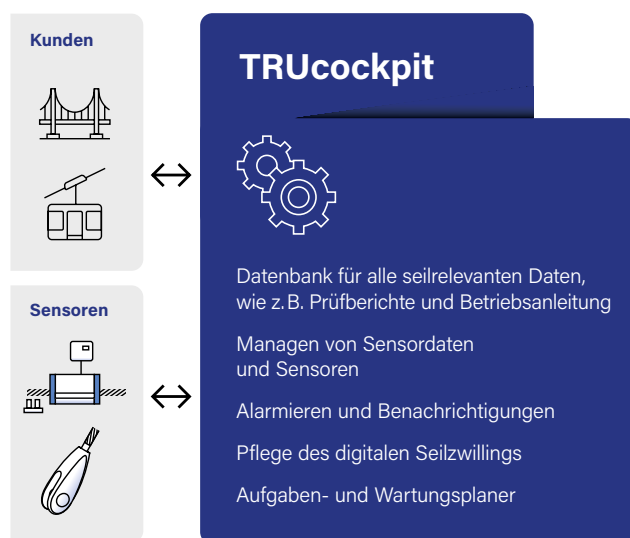 Kunden
TRUcockpit
Datenbank für alle seilrelevanten Daten,
wie z.B. Prüfberichte und Betriebsanleitung
Sensoren
Managen von Sensordaten
und Sensoren
Alarmieren und Benachrichtigungen
Pflege des digitalen Seilzwillings
Aufgaben- und Wartungsplaner